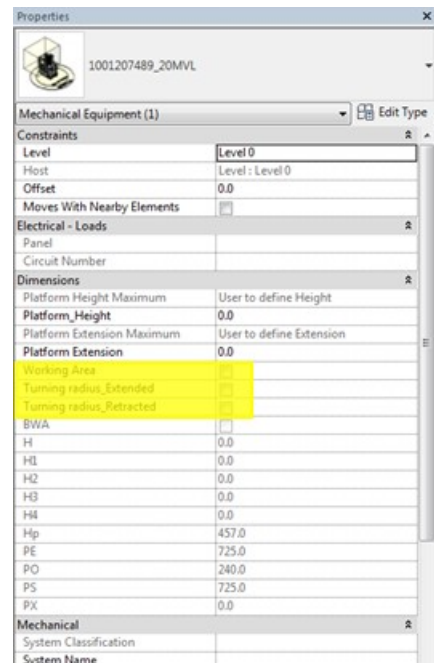 Properties
1001207489_20MVL
Mechanical Equipment (1) Edit Type
Constraints
Level Level 0
Host Level : Level 0
Offset 0.0
Moves With Nearby Elements
Electrical - Loads
Panel
Circuit Number
Dimensions
Platform Height Maximum User to define Height
Platform_Height 0.0
Platform Extension Maximum User to define Extension
Platform Extension 0.0
Working Area
Turning radius_Extended
Turning radius_Retracted
BWA
H 0.0
H1 0.0
H2 0.0
H3 0.0
H4 0.0
Hp 457.0
PE 725.0
PO 240.0
PS 725.0
PX 0.0
Mechanical
System Classification
System Name